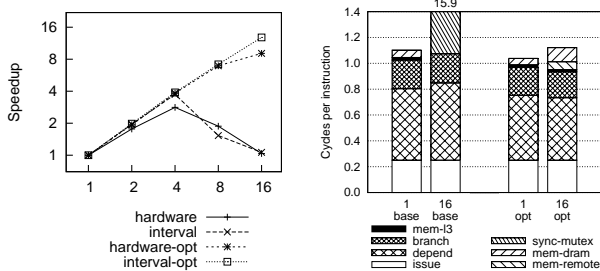 Speedup
16
8
4
2
1
1 2 4 8 16
hardware
interval
hardware-opt
interval-opt
15.9
Cycles per instruction
1.4
1.2
1.0
0.8
0.6
0.4
0.2
0.0
1 16 1 16
base base opt opt
mem-l3
branch sync-mutex
depend mem-dram
issue mem-remote